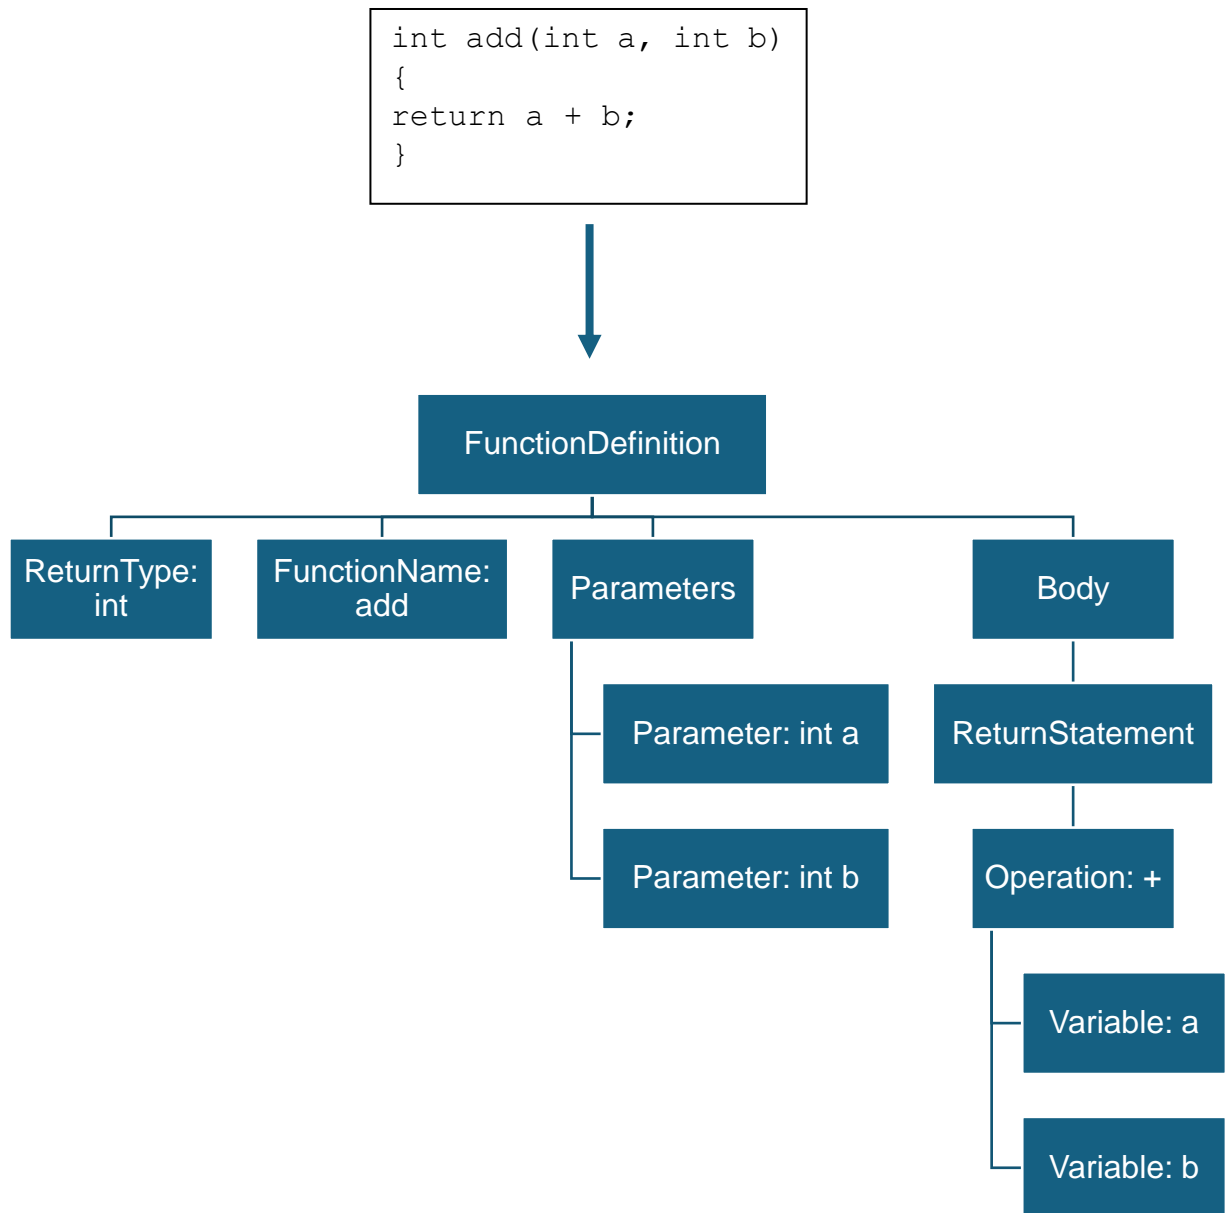 int add(int a, int b)
{
return a + b;
}
FunctionDefinition
ReturnType:
int
FunctionName:
add
Parameters
Body
Parameter: int a
ReturnStatement
Parameter: int b
Operation: +
Variable: a
Variable: b